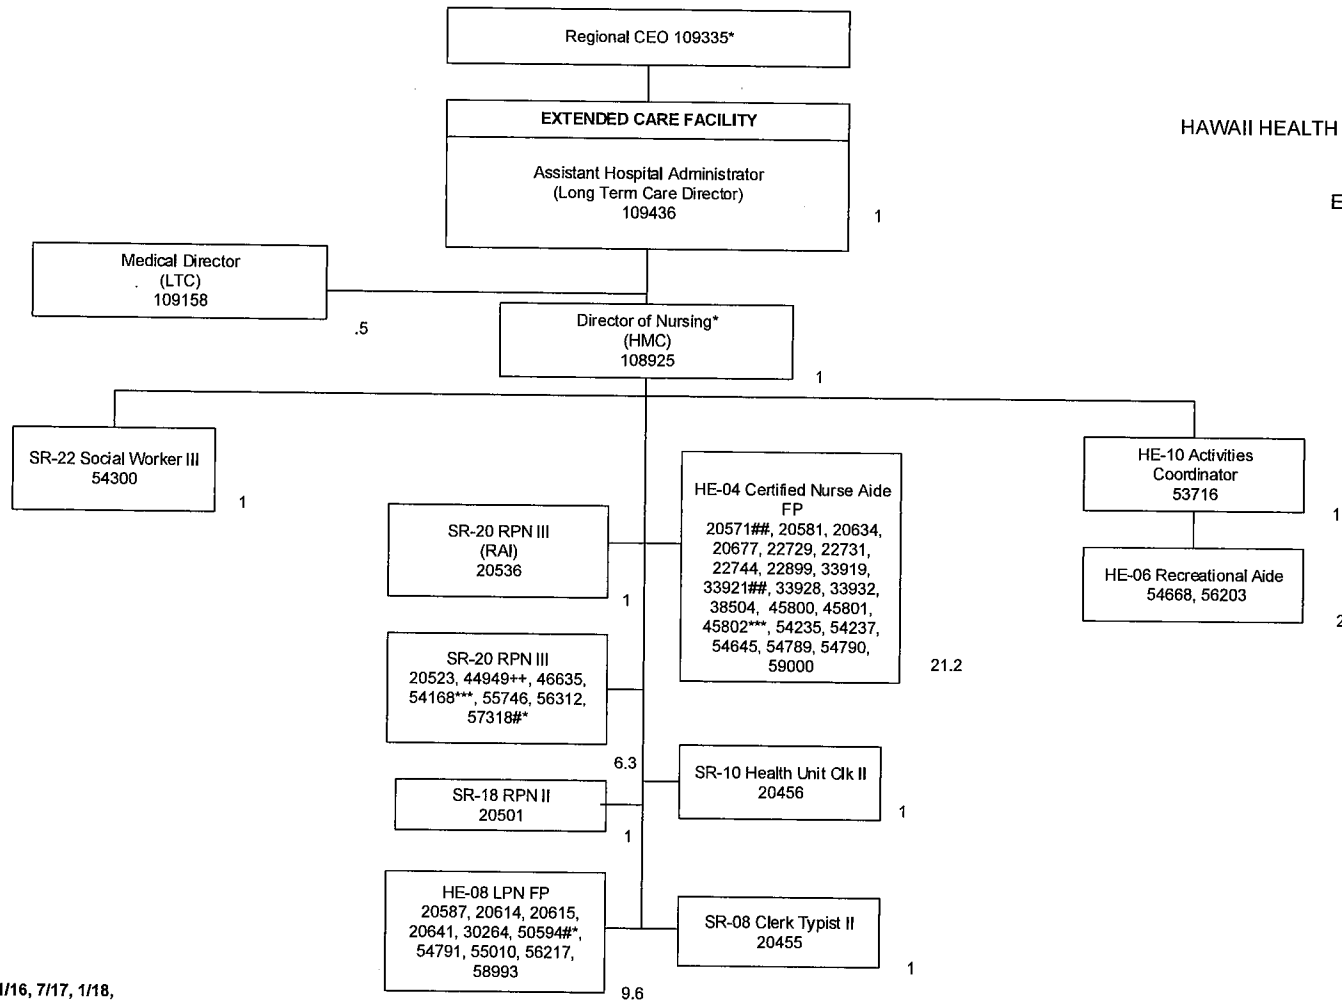 Regional CEO 109335*
EXTENDED CARE FACILITY
Assistant Hospital Administrator
(Long Term Care Director)
109436
1
HAWAII HEALTH
E
Medical Director
(LTC)
109158
.5
Director of Nursing*
(HMC)
108925
1
SR-22 Social Worker III
54300
1
HE-10 Activities
Coordinator
53716
1
HE-06 Recreational Aide
54668, 56203
2
SR-20 RPN III
(RAI)
20536
1
HE-04 Certified Nurse Aide
FP
20571##, 20581, 20634,
20677, 22729, 22731,
22744, 22899, 33919,
33921##, 33928, 33932,
38504, 45800, 45801,
45802***, 54235, 54237,
54645, 54789, 54790,
59000
21.2
SR-20 RPN III
20523, 44949++, 46635,
54168***, 55746, 56312,
57318#*
6.3
SR-10 Health Unit Clk II
20456
1
SR-18 RPN II
20501
1
HE-08 LPN FP
20587, 20614, 20615,
20641, 30264, 50594#*,
54791, 55010, 56217,
58993
9.6
SR-08 Clerk Typist II
20455
1
/16, 7/17, 1/18,